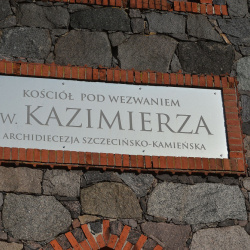 KOŚCIÓŁ POD WEZWANIEM
W. KAZIMIERZA
ARCHIDIECEZJA SZCZECIŃSKO-KAMIEŃSKA